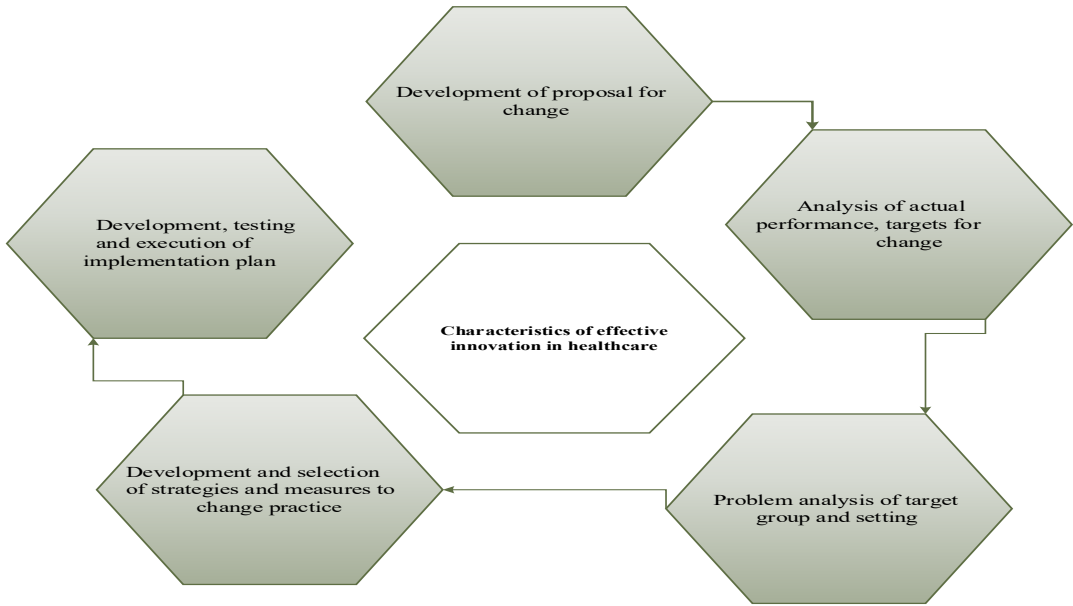 Development of proposal for
change
Analysis of actual
performance, targets for
change
Development, testing
and execution of
implementation plan
Characteristics of effective
innovation in healthcare
Development and selection
of strategies and measures to
change practice
Problem analysis of target
group and setting